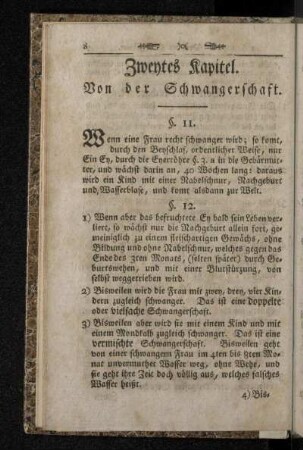 8
Zweytes Kapitel.
Von der Schwangerschaft.
§. 11.
Wenn eine Frau recht schwanger wird; so komt,
durch den Beyschlaf, ordentlicher Weise, nur
Ein Ey, durch die Eyerröhre §. 3. n in die Gebärmut-
ter, und wächst darin an, 40 Wochen lang: daraus
wird ein Kind mit einer Nabelschnur, Nachgeburt
und Wasserblase, und komt alsdann zur Welt.
§. 12.
1) Wenn aber das befruchtete Ey bald sein Leben ver-
liert, so wächst nur die Nachgeburt allein fort, ge-
meiniglich zu einem fleischartigen Gewächs, ohne
Bildung und ohne Nabelschnur, welches gegen das
Ende des 3ten Monats, (selten später) durch Ge-
burtswehen, und mit einer Blutstürzung, von
selbst weggetrieben wird.
2) Bisweilen wird die Frau mit zwey, drey, vier Kin-
dern zugleich schwanger. Das ist eine doppelte
oder vielfache Schwangerschaft.
3) Bisweilen aber wird sie mit einem Kind und mit
einem Mondkalb zugleich schwanger. Das ist eine
vermischte Schwangerschaft. Bisweilen geht
von einer schwangern Frau im 4ten bis 8ten Mo-
nat unvermuthet Wasser weg, ohne Wehe, und
sie geht ihre Zeit doch völlig aus, welches falsches
Wasser heißt.
4) Bis-